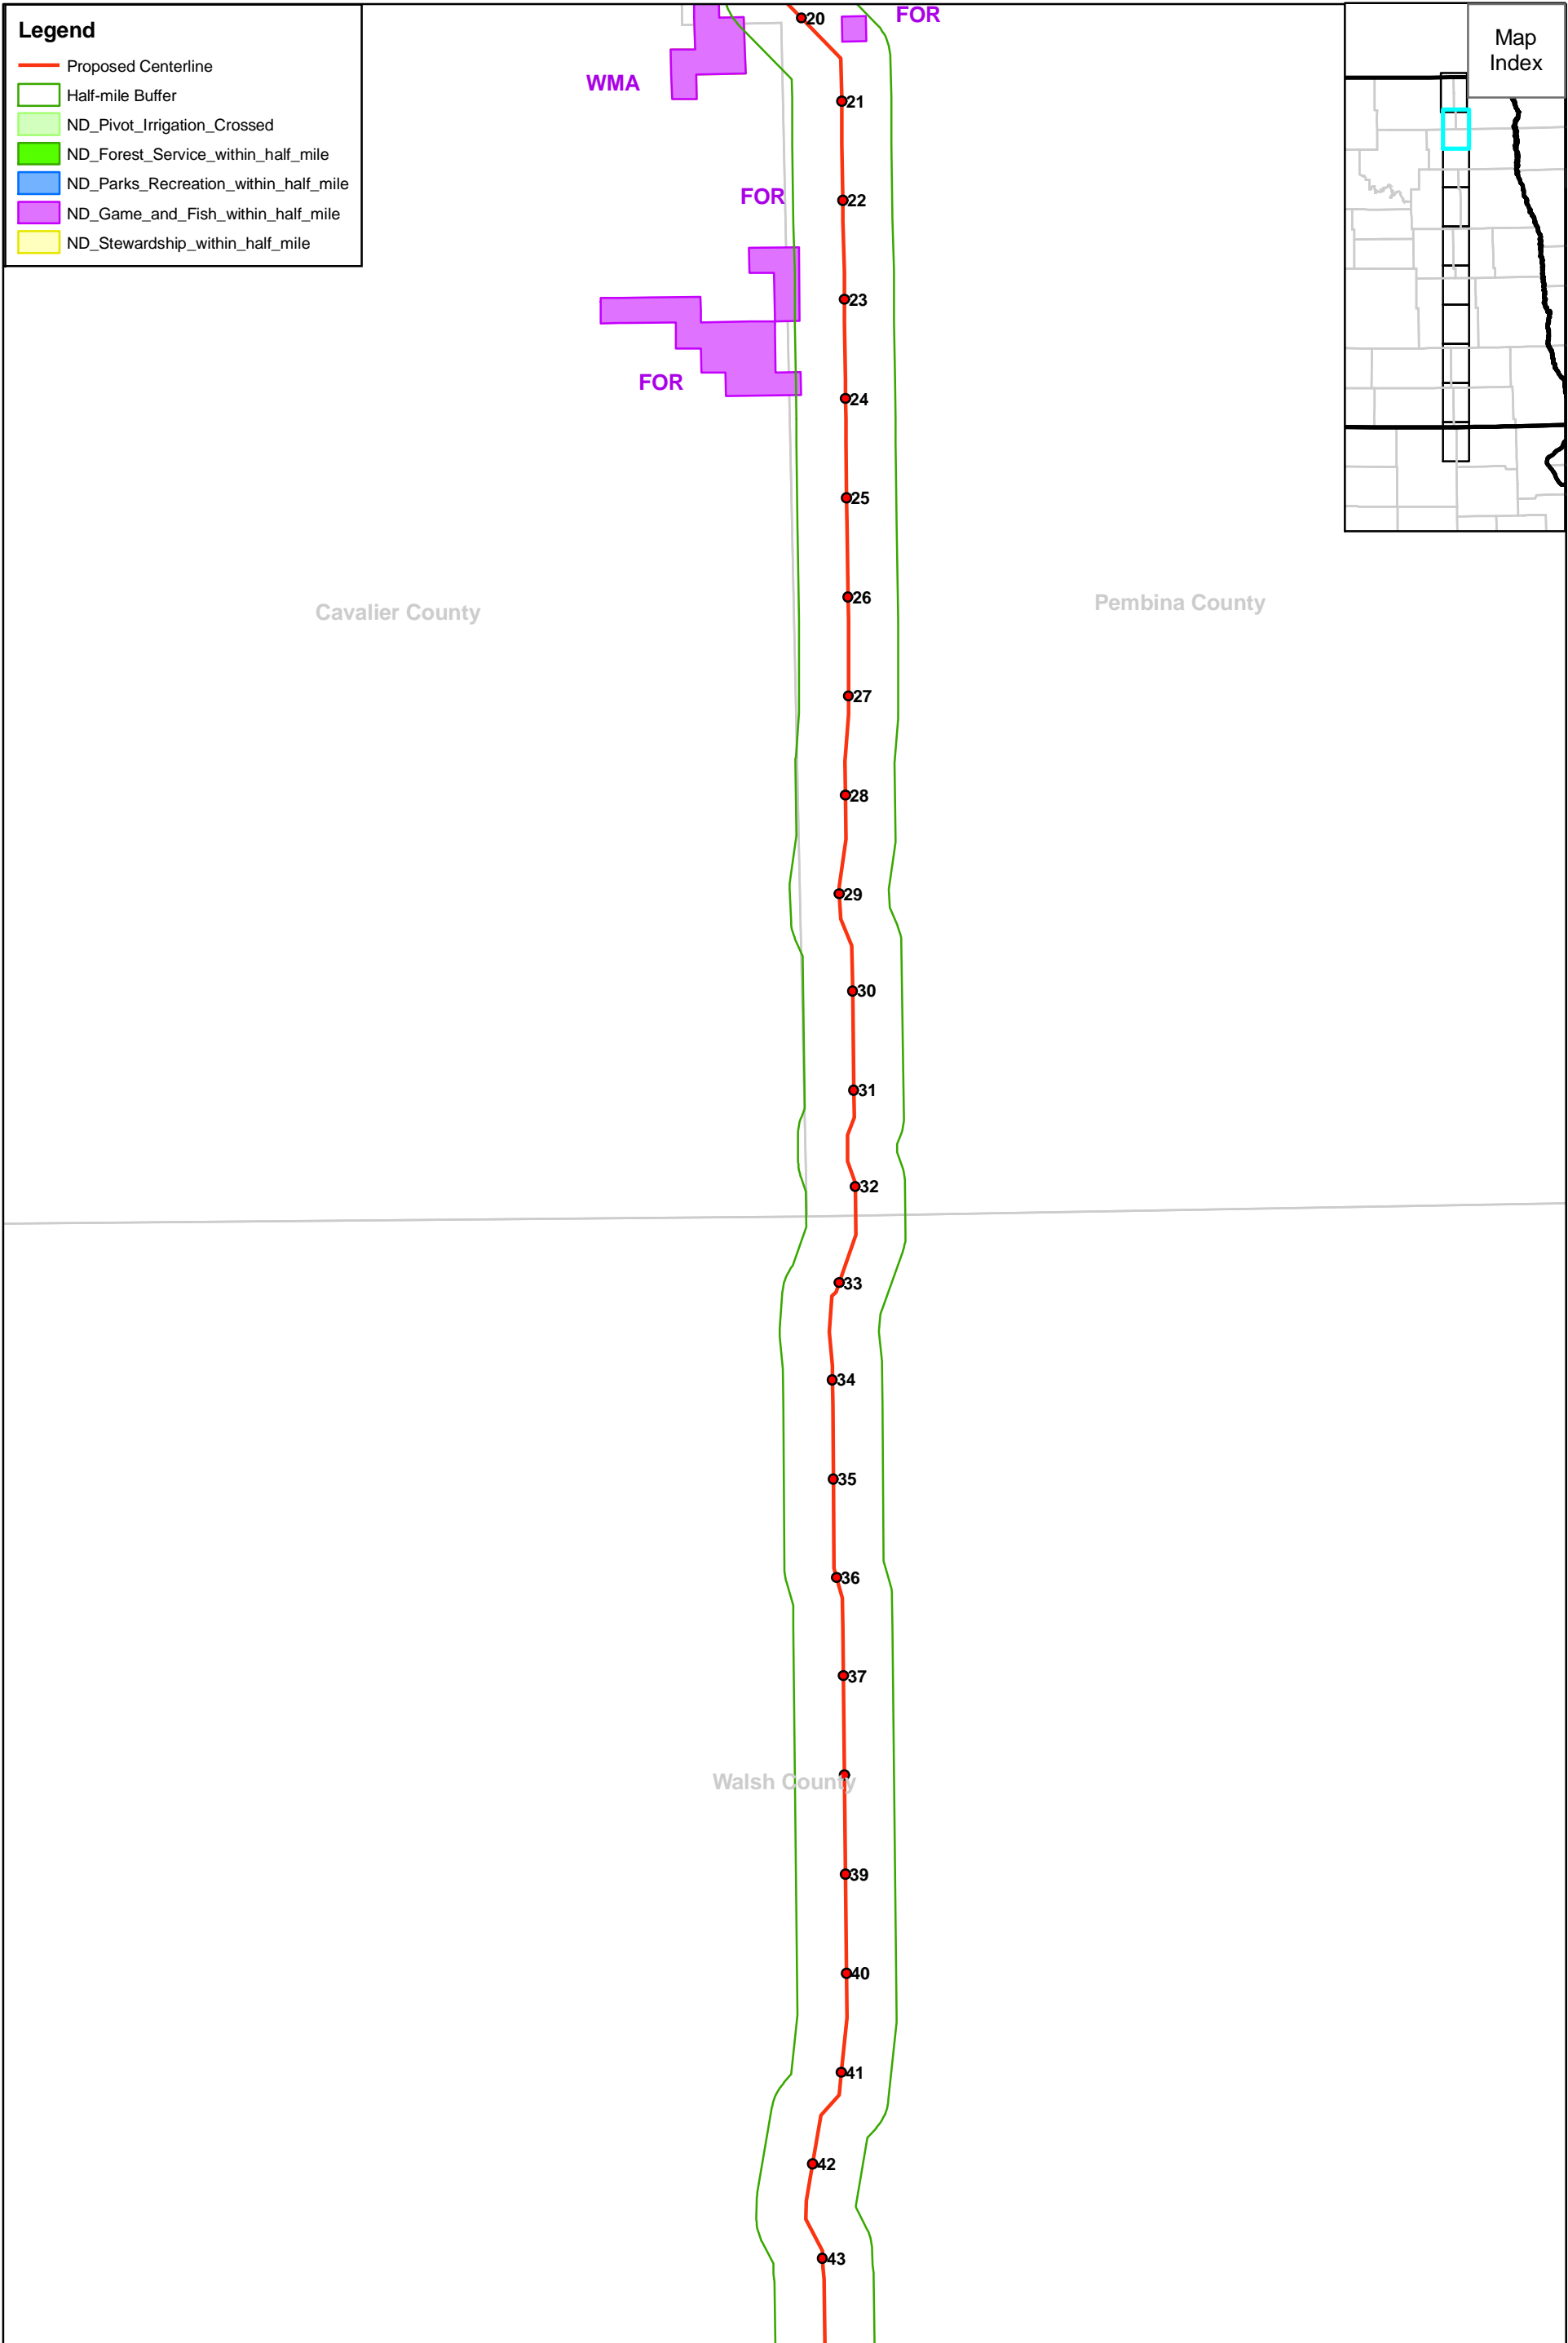 Legend
Proposed Centerline
Half-mile Buffer
ND_Pivot_Irrigation_Crossed
ND_Forest_Service_within_half_mile
ND_Parks_Recreation_within_half_mile
ND_Game_and_Fish_within_half_mile
ND_Stewardship_within_half_mile
Map
Index
20
FOR
WMA
21
FOR
22
23
FOR
24
25
26
Cavalier County
Pembina County
27
28
29
30
31
32
33
34
35
36
37
Walsh County
39
40
41
42
43